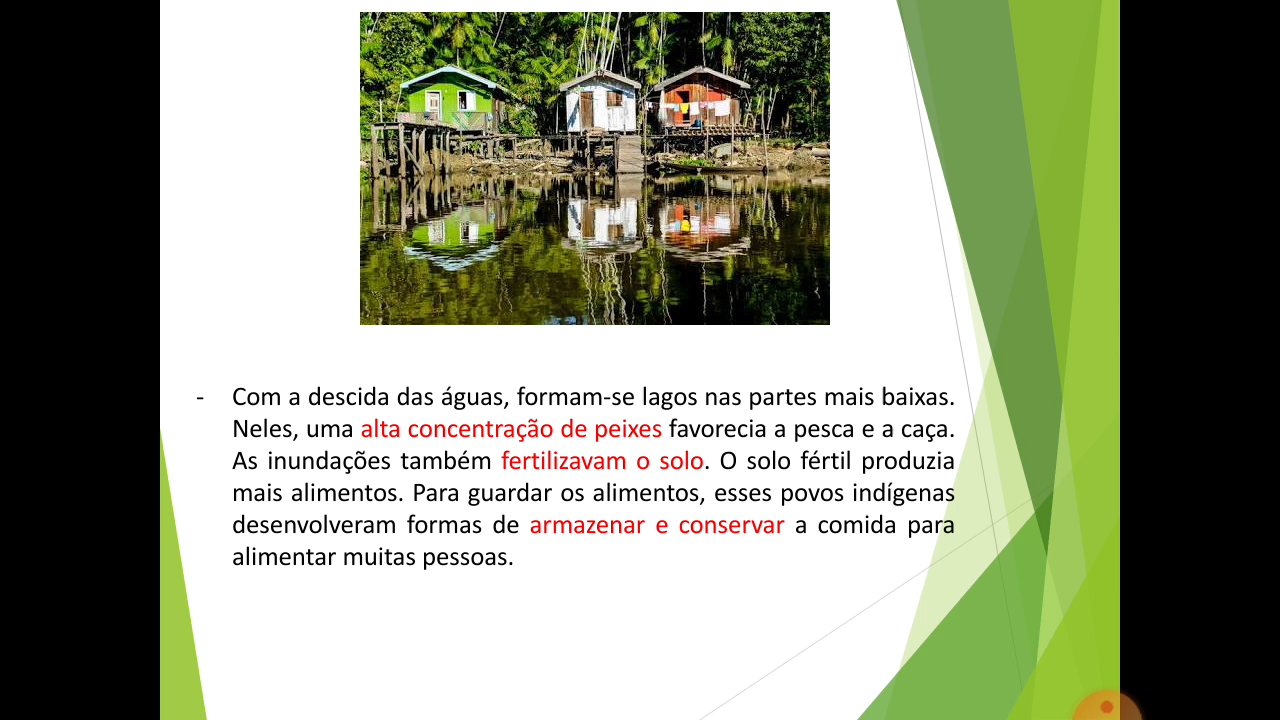 - Com a descida das águas, formam-se lagos nas partes mais baixas.
Neles, uma alta concentração de peixes favorecia a pesca e a caça.
As inundações também fertilizavam o solo. O solo fértil produzia
mais alimentos. Para guardar os alimentos, esses povos indígenas
desenvolveram formas de armazenar e conservar a comida para
alimentar muitas pessoas.